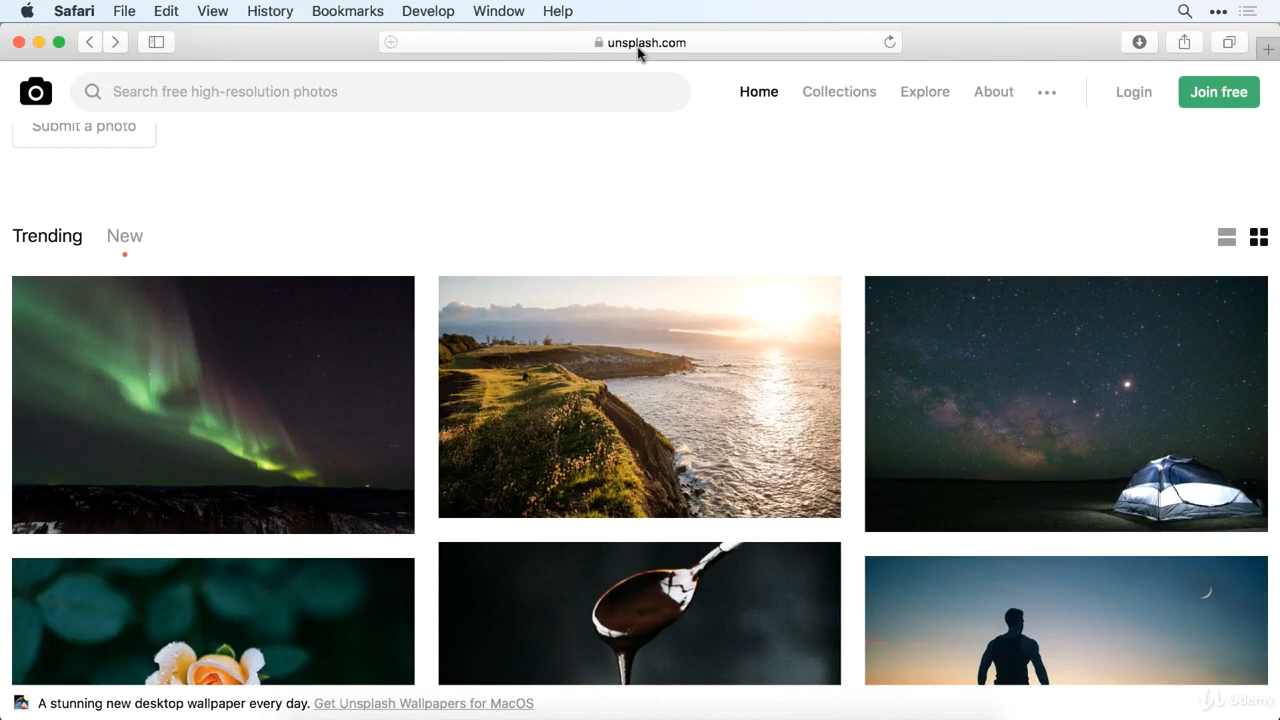 Safari File Edit View History Bookmarks Develop Window Help
unsplash.com
Search free high-resolution photos
Home Collections Explore About Login Join free
Submit a photo
Trending New
A stunning new desktop wallpaper every day. Get Unsplash Wallpapers for MacOS
Udemy